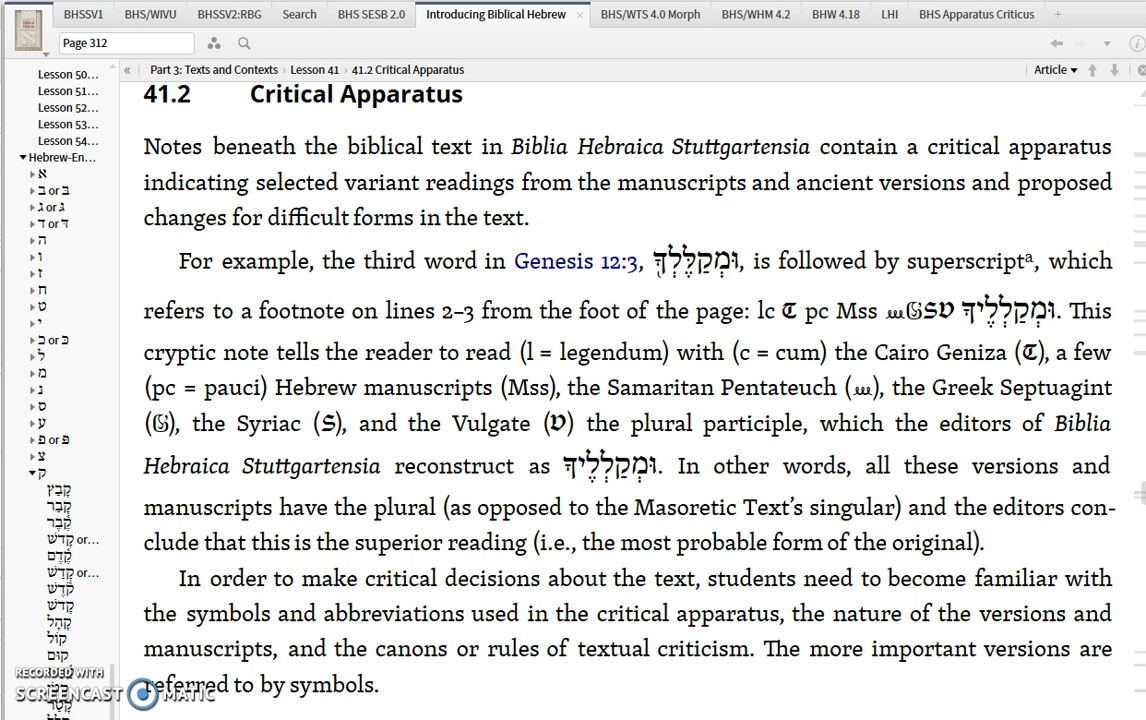 BHSSV1 BHS/WIVU BHSSV2:RBG Search BHS SESB 2.0 Introducing Biblical Hebrew × BHS/WTS 4.0 Morph BHS/WHM 4.2 BHW 4.18 LHI BHS Apparatus Criticus +
Page 312
« Part 3: Texts and Contexts › Lesson 41 › 41.2 Critical Apparatus Article
Lesson 50...
Lesson 51...
Lesson 52...
Lesson 53...
Lesson 54...
Hebrew-En...
א
ב or בּ
ג or גּ
ד or דּ
ה
ו
ז
ח
ט
י
כ or כּ
ל
מ
נ
ס
ע
פ or פּ
צ
ק
קָבַץ
קָבַר
קֶבֶר
קָדֹשׁ or...
קֶדֶם
קָדַשׁ or...
קֹדֶשׁ
קָדֹשׁ
קָהָל
קוֹל
קוּם
41.2 Critical Apparatus
Notes beneath the biblical text in Biblia Hebraica Stuttgartensia contain a critical apparatus
indicating selected variant readings from the manuscripts and ancient versions and proposed
changes for difficult forms in the text.
For example, the third word in Genesis 12:3, וּמְקַלֶּלְךָ֖, is followed by superscriptᵃ, which
refers to a footnote on lines 2–3 from the foot of the page: lc 𝕿 pc Mss ⅏𝔊𝕾𝖁 וּמְקַלְלֶיךָ. This
cryptic note tells the reader to read (l = legendum) with (c = cum) the Cairo Geniza (𝕿), a few
(pc = pauci) Hebrew manuscripts (Mss), the Samaritan Pentateuch (⅏), the Greek Septuagint
(𝔊), the Syriac (𝕾), and the Vulgate (𝖁) the plural participle, which the editors of Biblia
Hebraica Stuttgartensia reconstruct as וּמְקַלְלֶיךָ. In other words, all these versions and
manuscripts have the plural (as opposed to the Masoretic Text’s singular) and the editors con-
clude that this is the superior reading (i.e., the most probable form of the original).
In order to make critical decisions about the text, students need to become familiar with
the symbols and abbreviations used in the critical apparatus, the nature of the versions and
manuscripts, and the canons or rules of textual criticism. The more important versions are
referred to by symbols.
RECORDED WITH
SCREENCAST MATIC